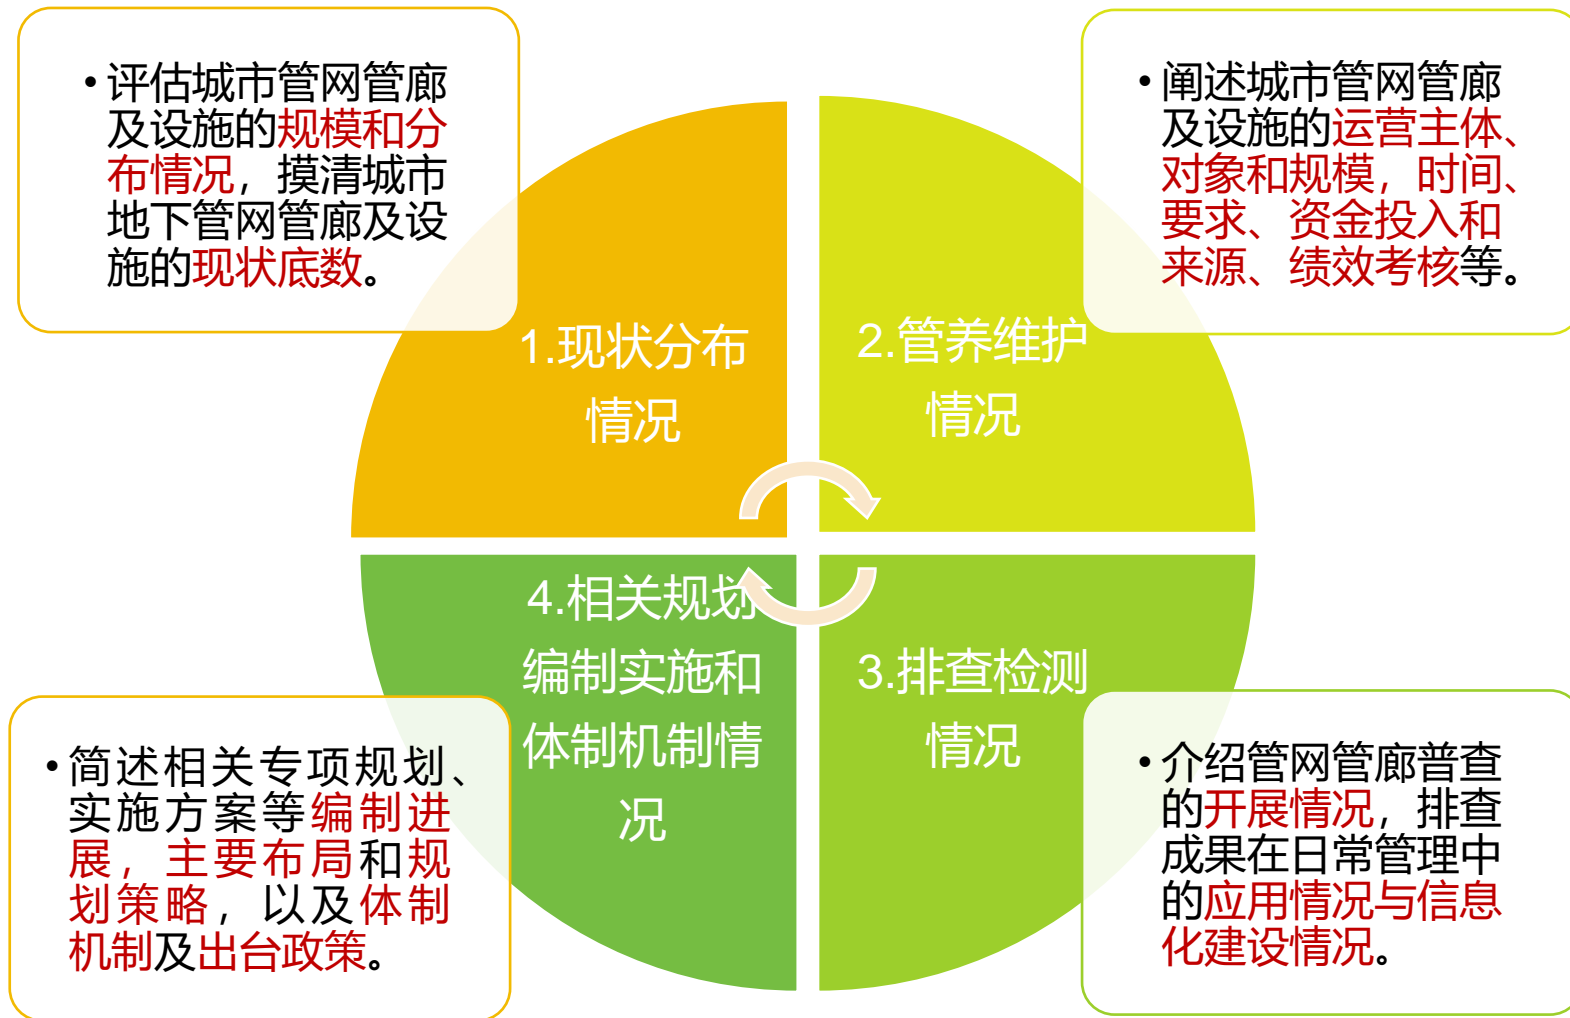 • 评估城市管网管廊
及设施的规模和分
布情况，摸清城市
地下管网管廊及设
施的现状底数。
• 阐述城市管网管廊
及设施的运营主体、
对象和规模，时间、
要求、资金投入和
来源、绩效考核等。
1.现状分布
情况
2.管养维护
情况
4.相关规划
编制实施和
体制机制情
况
3.排查检测
情况
• 简述相关专项规划、
实施方案等编制进
展，主要布局和规
划策略，以及体制
机制及出台政策。
• 介绍管网管廊普查
的开展情况，排查
成果在日常管理中
的应用情况与信息
化建设情况。